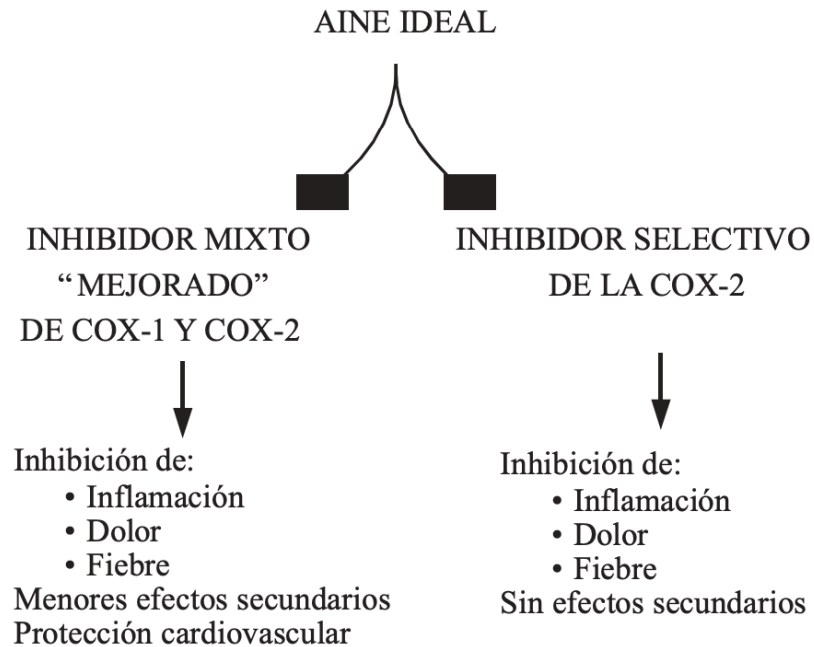 AINE IDEAL
INHIBIDOR MIXTO
“MEJORADO”
DE COX-1 Y COX-2
Inhibición de:
• Inflamación
• Dolor
• Fiebre
Menores efectos secundarios
Protección cardiovascular
INHIBIDOR SELECTIVO
DE LA COX-2
Inhibición de:
• Inflamación
• Dolor
• Fiebre
Sin efectos secundarios